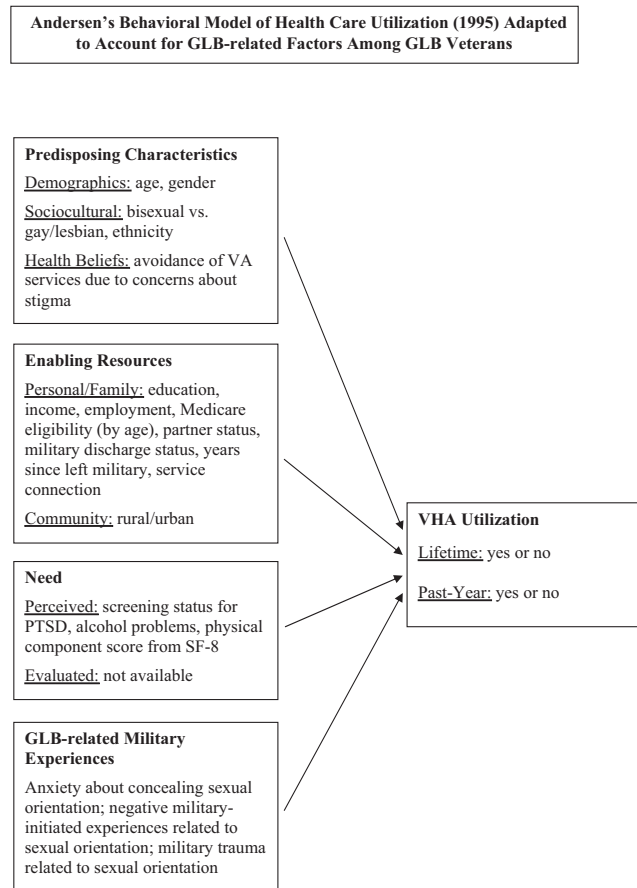 Andersen's Behavioral Model of Health Care Utilization (1995) Adapted
to Account for GLB-related Factors Among GLB Veterans
Predisposing Characteristics
Demographics: age, gender
Sociocultural: bisexual vs.
gay/lesbian, ethnicity
Health Beliefs: avoidance of VA
services due to concerns about
stigma
Enabling Resources
Personal/Family: education,
income, employment, Medicare
eligibility (by age), partner status,
military discharge status, years
since left military, service
connection
Community: rural/urban
Need
Perceived: screening status for
PTSD, alcohol problems, physical
component score from SF-8
Evaluated: not available
GLB-related Military
Experiences
Anxiety about concealing sexual
orientation; negative military-
initiated experiences related to
sexual orientation; military trauma
related to sexual orientation
VHA Utilization
Lifetime: yes or no
Past-Year: yes or no